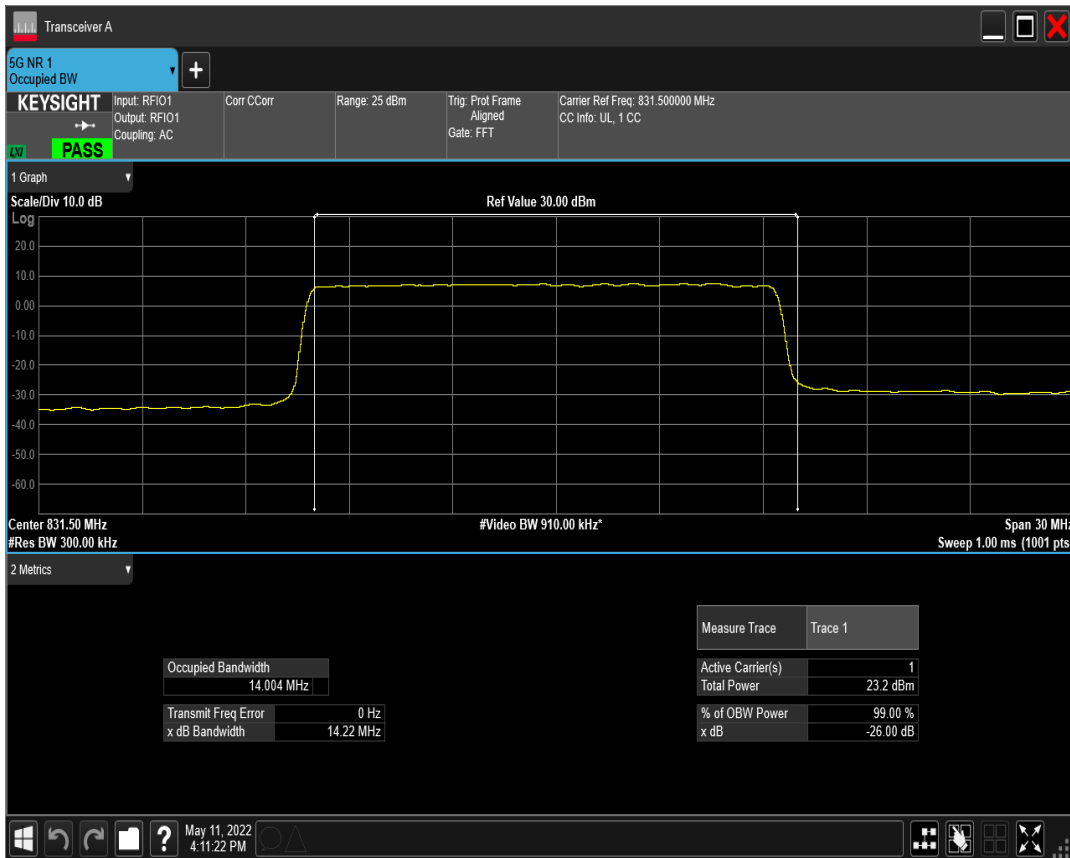 Transceiver A
5G NR 1
Occupied BW
KEYSIGHT
LXI
PASS
Input: RFIO1
Output: RFIO1
Coupling: AC
Corr CCorr
Range: 25 dBm
Trig: Prot Frame
Aligned
Gate: FFT
Carrier Ref Freq: 831.500000 MHz
CC Info: UL, 1 CC
1 Graph
Scale/Div 10.0 dB
Ref Value 30.00 dBm
Log
20.0
10.0
0.00
-10.0
-20.0
-30.0
-40.0
-50.0
-60.0
Center 831.50 MHz
#Video BW 910.00 kHz*
Span 30 MHz
#Res BW 300.00 kHz
Sweep 1.00 ms (1001 pts
2 Metrics
Measure Trace Trace 1
Occupied Bandwidth
14.004 MHz
Active Carrier(s) 1
Total Power 23.2 dBm
Transmit Freq Error 0 Hz
x dB Bandwidth 14.22 MHz
% of OBW Power 99.00 %
x dB -26.00 dB
?
May 11, 2022
4:11:22 PM